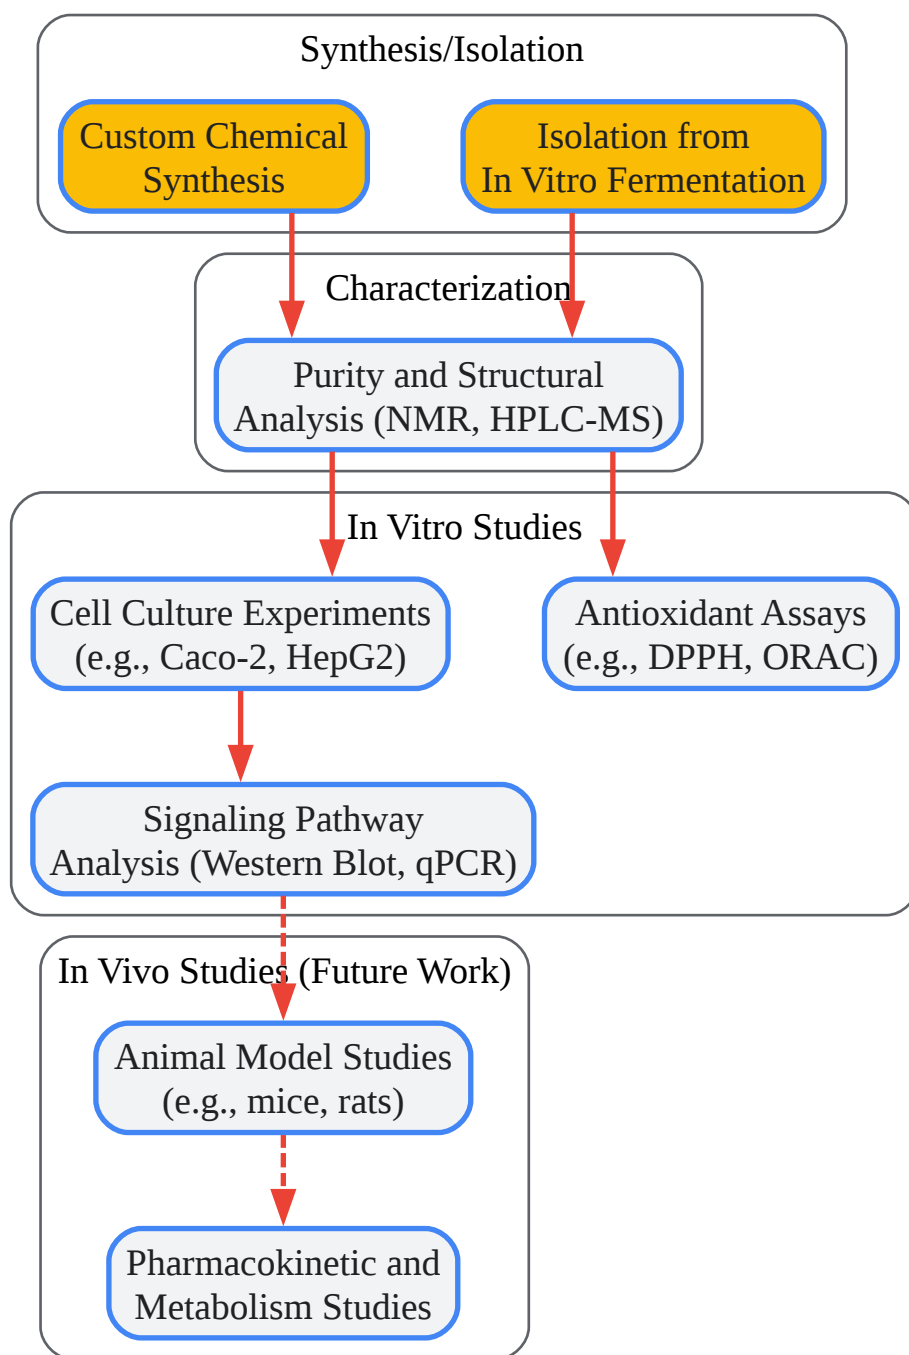 Synthesis/Isolation
Custom Chemical
Synthesis
Isolation from
In Vitro Fermentation
Characterization
Purity and Structural
Analysis (NMR, HPLC-MS)
In Vitro Studies
Cell Culture Experiments
(e.g., Caco-2, HepG2)
Antioxidant Assays
(e.g., DPPH, ORAC)
Signaling Pathway
Analysis (Western Blot, qPCR)
In Vivo Studies (Future Work)
Animal Model Studies
(e.g., mice, rats)
Pharmacokinetic and
Metabolism Studies